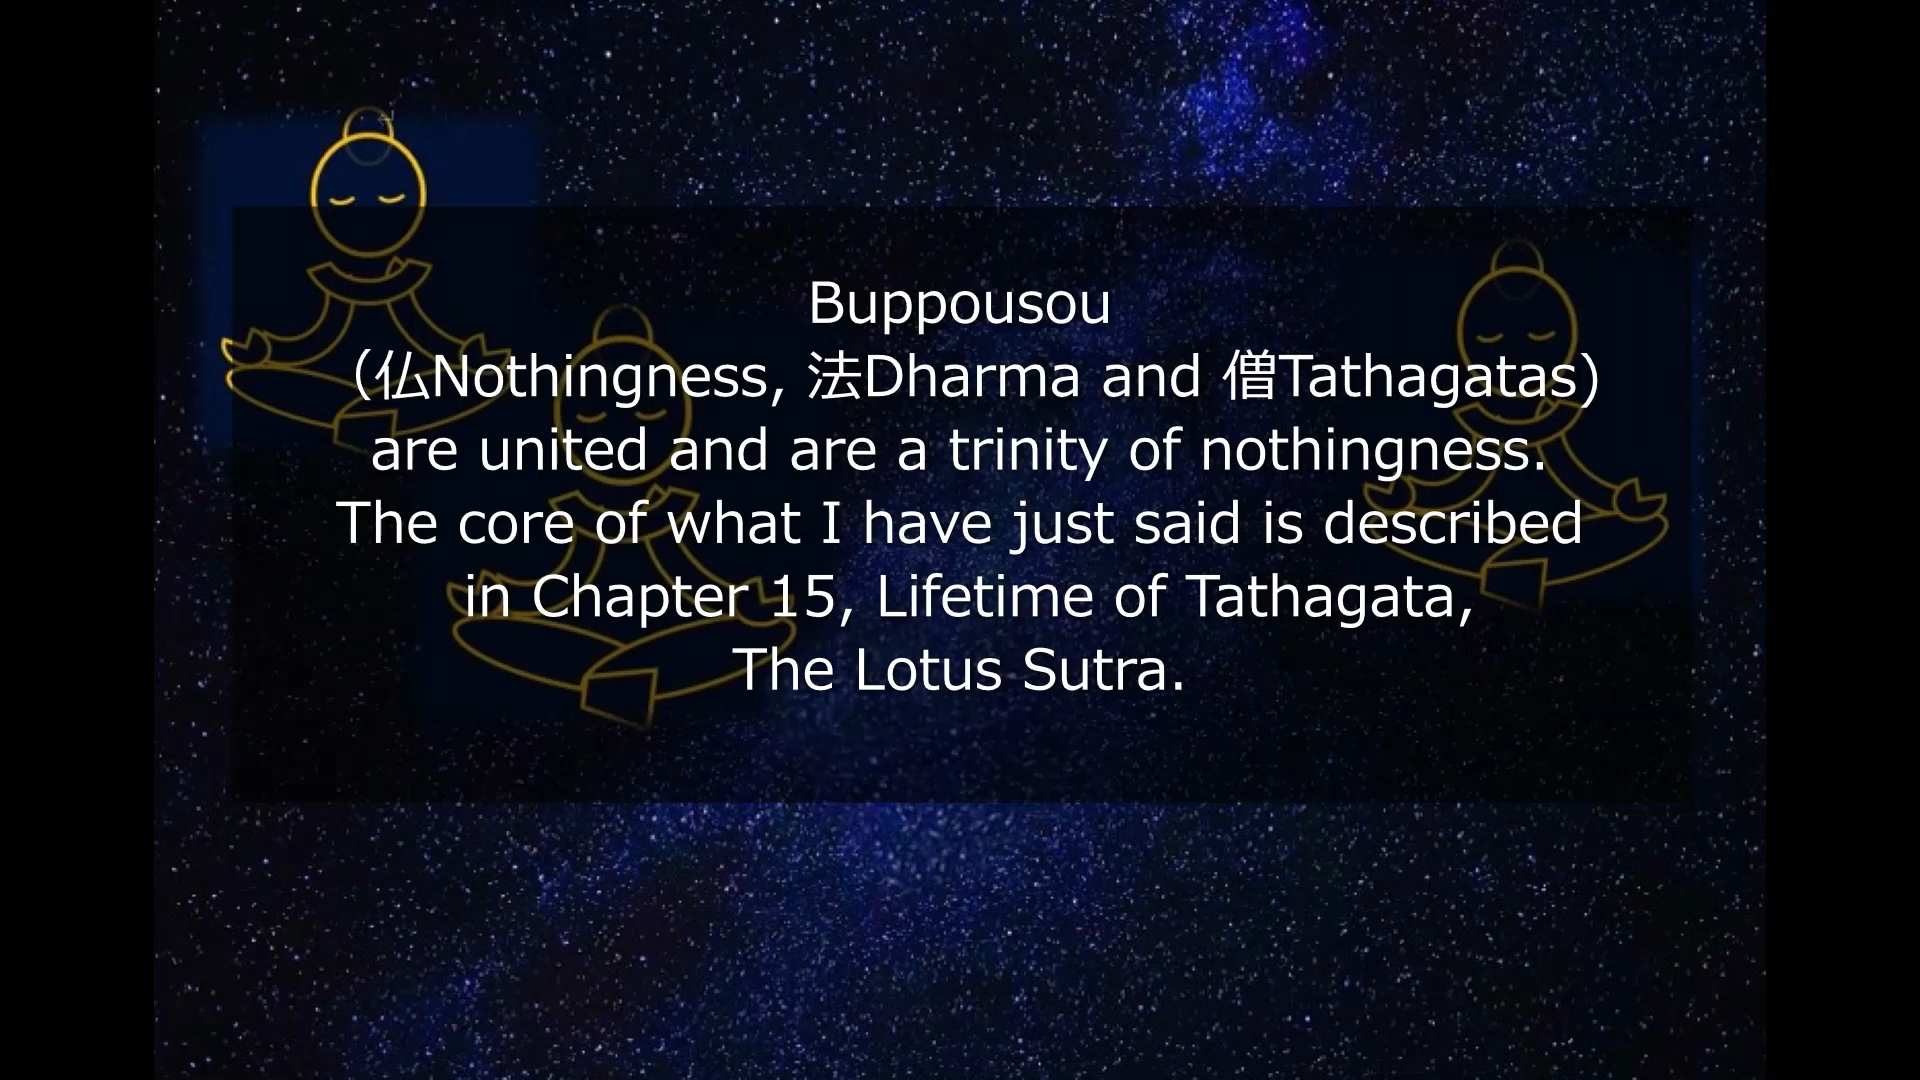 Buppousou
(仏Nothingness, 法Dharma and 僧Tathagatas)
are united and are a trinity of nothingness.
The core of what I have just said is described
in Chapter 15, Lifetime of Tathagata,
The Lotus Sutra.